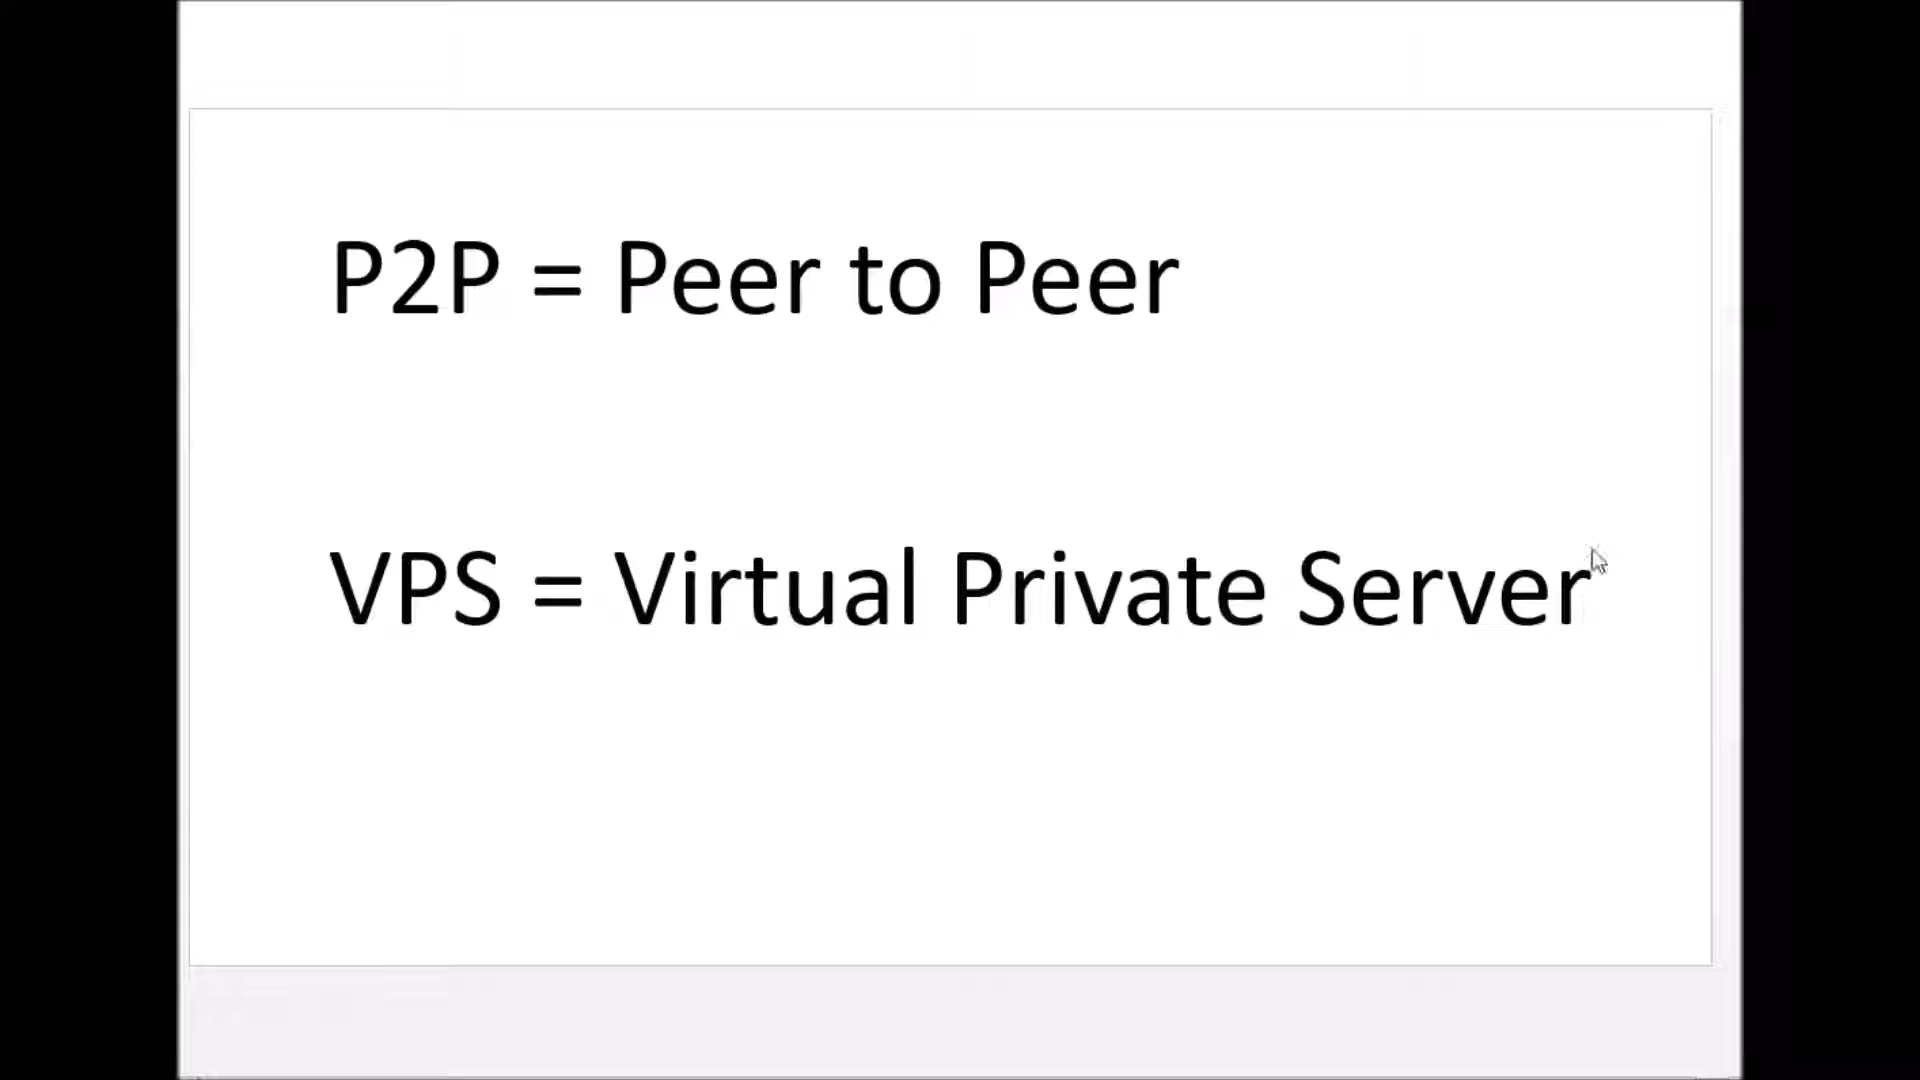 P2P = Peer to Peer
VPS = Virtual Private Server